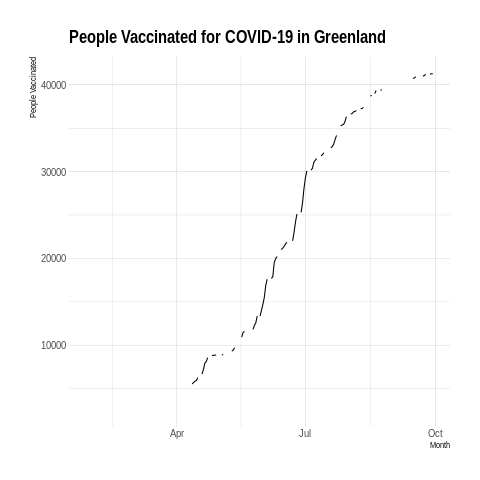 People Vaccinated for COVID-19 in Greenland
People Vaccinated
40000
30000
20000
10000
Apr
Jul
Oct
Month